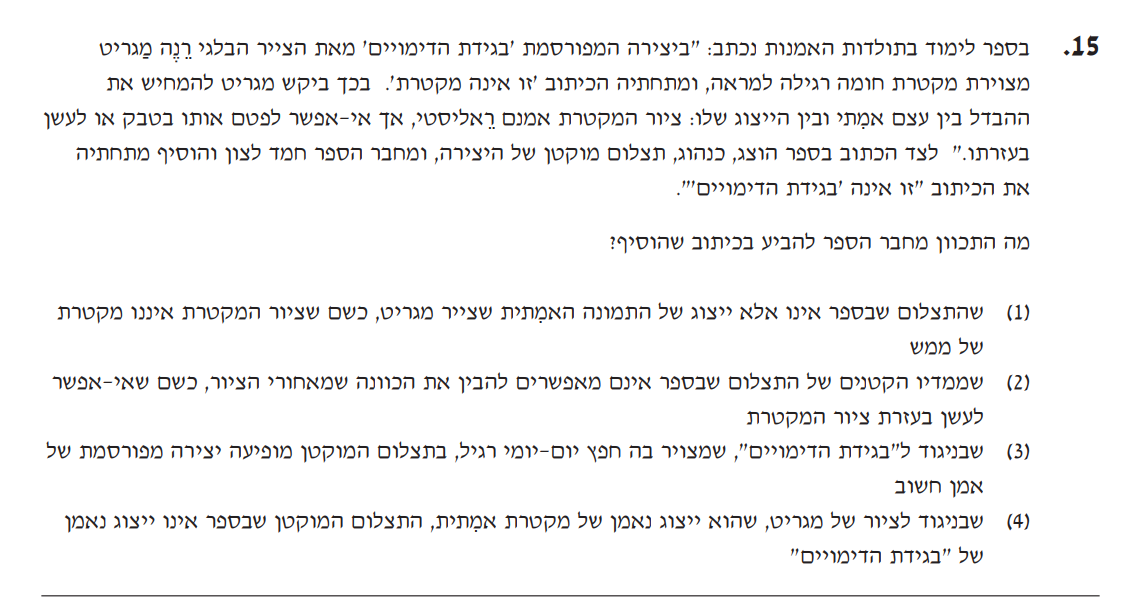 15. בספר לימוד בתולדות האמנות נכתב: "ביצירה המפורסמת 'בגידת הדימויים' מאת הצייר הבלגי רֵנֶה מַגריט
מצוירת מקטרת חומה רגילה למראה, ומתחתיה הכיתוב 'זו אינה מקטרת'. בכך ביקש מגריט להמחיש את
ההבדל בין עצם אמִתי ובין הייצוג שלו: ציור המקטרת אמנם רֵאליסטי, אך אי-אפשר לפטם אותו בטבק או לעשן
בעזרתו." לצד הכתוב בספר הוצג, כנהוג, תצלום מוקטן של היצירה, ומחבר הספר חמד לצון והוסיף מתחתיה
את הכיתוב "זו אינה 'בגידת הדימויים'".
מה התכוון מחבר הספר להביע בכיתוב שהוסיף?
(1) שהתצלום שבספר אינו אלא ייצוג של התמונה האמִתית שצייר מגריט, כשם שציור המקטרת איננו מקטרת
של ממש
(2) שממדיו הקטנים של התצלום שבספר אינם מאפשרים להבין את הכוונה שמאחורי הציור, כשם שאי-אפשר
לעשן בעזרת ציור המקטרת
(3) שבניגוד ל"בגידת הדימויים", שמצויר בה חפץ יום-יומי רגיל, בתצלום המוקטן מופיעה יצירה מפורסמת של
אמן חשוב
(4) שבניגוד לציור של מגריט, שהוא ייצוג נאמן של מקטרת אמִתית, התצלום המוקטן שבספר אינו ייצוג נאמן
של "בגידת הדימויים"